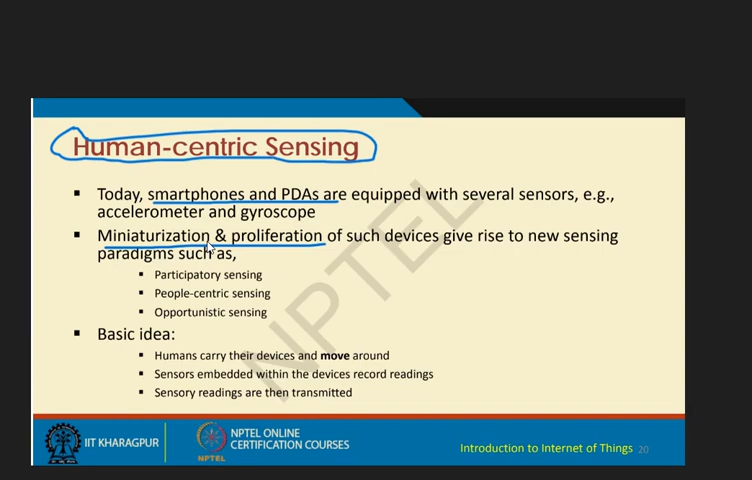 Human-centric Sensing
▪ Today, smartphones and PDAs are equipped with several sensors, e.g.,
accelerometer and gyroscope
▪ Miniaturization & proliferation of such devices give rise to new sensing
paradigms such as,
▪ Participatory sensing
▪ People-centric sensing
▪ Opportunistic sensing
▪ Basic idea:
▪ Humans carry their devices and move around
▪ Sensors embedded within the devices record readings
▪ Sensory readings are then transmitted
NPTEL
IIT KHARAGPUR
NPTEL
NPTEL ONLINE
CERTIFICATION COURSES
Introduction to Internet of Things 20